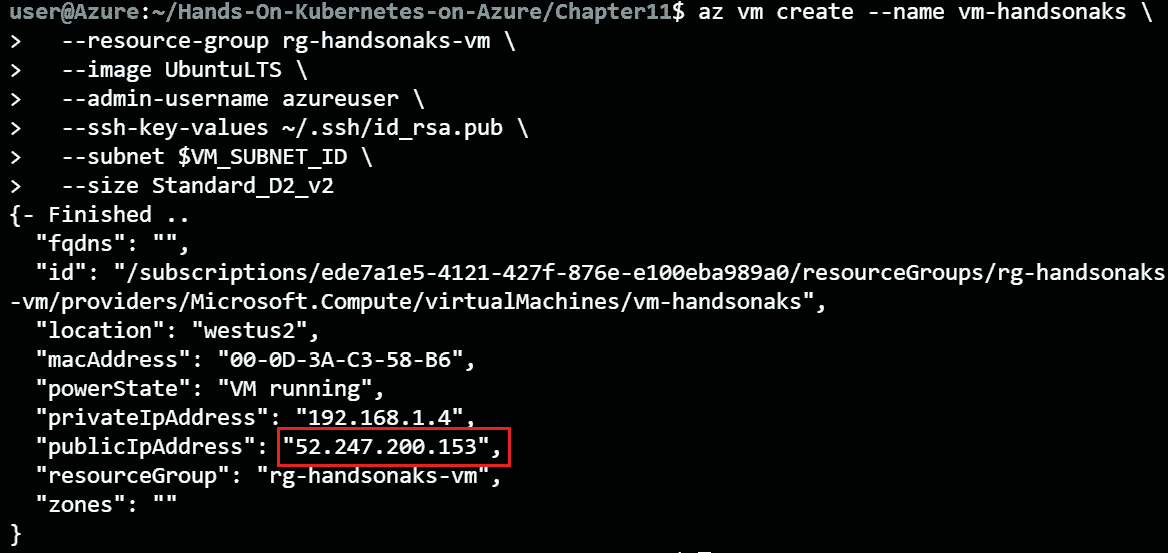 user@Azure:~/Hands-On-Kubernetes-on-Azure/Chapter11$ az vm create --name vm-handsonaks \
>   --resource-group rg-handsonaks-vm \
>   --image UbuntuLTS \
>   --admin-username azureuser \
>   --ssh-key-values ~/.ssh/id_rsa.pub \
>   --subnet $VM_SUBNET_ID \
>   --size Standard_D2_v2
{- Finished ..
  "fqdns": "",
  "id": "/subscriptions/ede7a1e5-4121-427f-876e-e100eba989a0/resourceGroups/rg-handsonaks
-vm/providers/Microsoft.Compute/virtualMachines/vm-handsonaks",
  "location": "westus2",
  "macAddress": "00-0D-3A-C3-58-B6",
  "powerState": "VM running",
  "privateIpAddress": "192.168.1.4",
  "publicIpAddress": "52.247.200.153",
  "resourceGroup": "rg-handsonaks-vm",
  "zones": ""
}